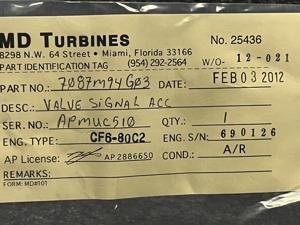 MD TURBINES No. 25436
8298 N.W. 64 Street • Miami, Florida 33166
PART IDENTIFICATION TAG (954) 292-2564 W/O- 12-021
PART NO.: 7087M94G03 DATE: FEB 03 2012
DESC.: VALVE SIGNAL ACC
SER. NO.: APMUC510 QTY.: 1
ENG. TYPE: CF6-80C2 ENG. S/N: 690126
AP License: AP 2886650 COND.: A/R
REMARKS:
FORM: MD#101